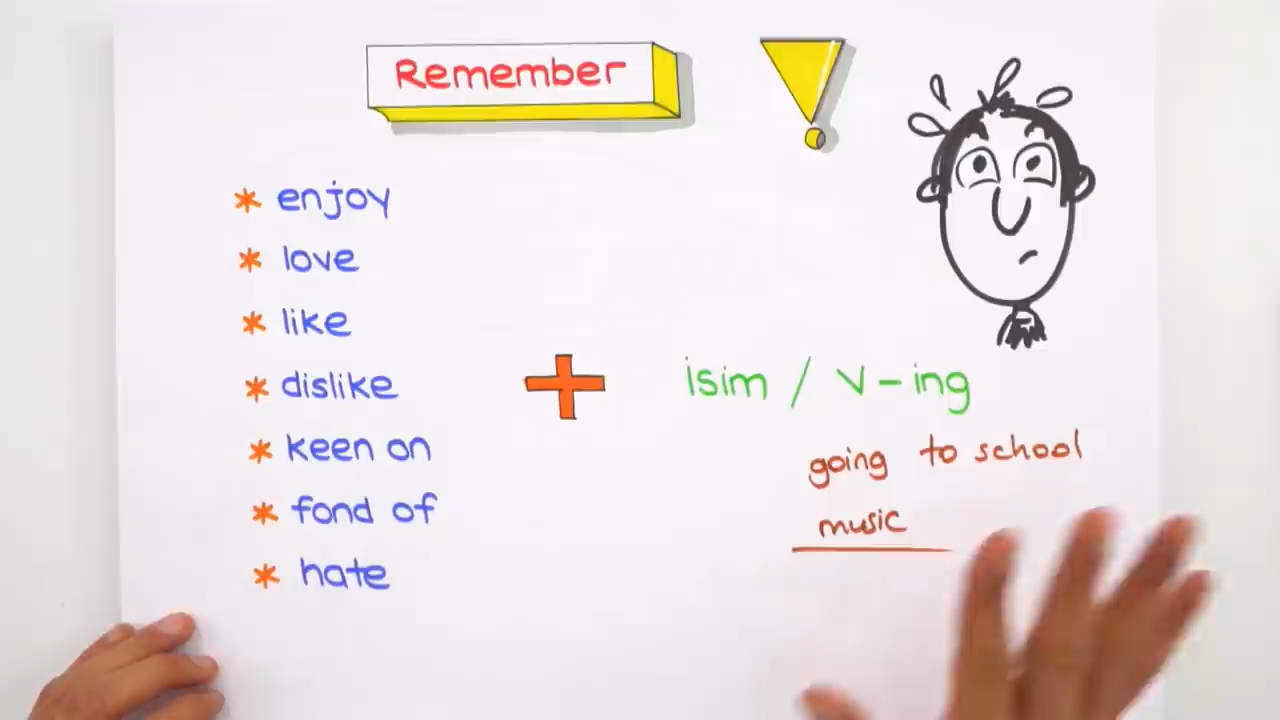 Remember !
* enjoy
* love
* like
* dislike
* keen on
* fond of
* hate
+
isim / V-ing
going to school
music